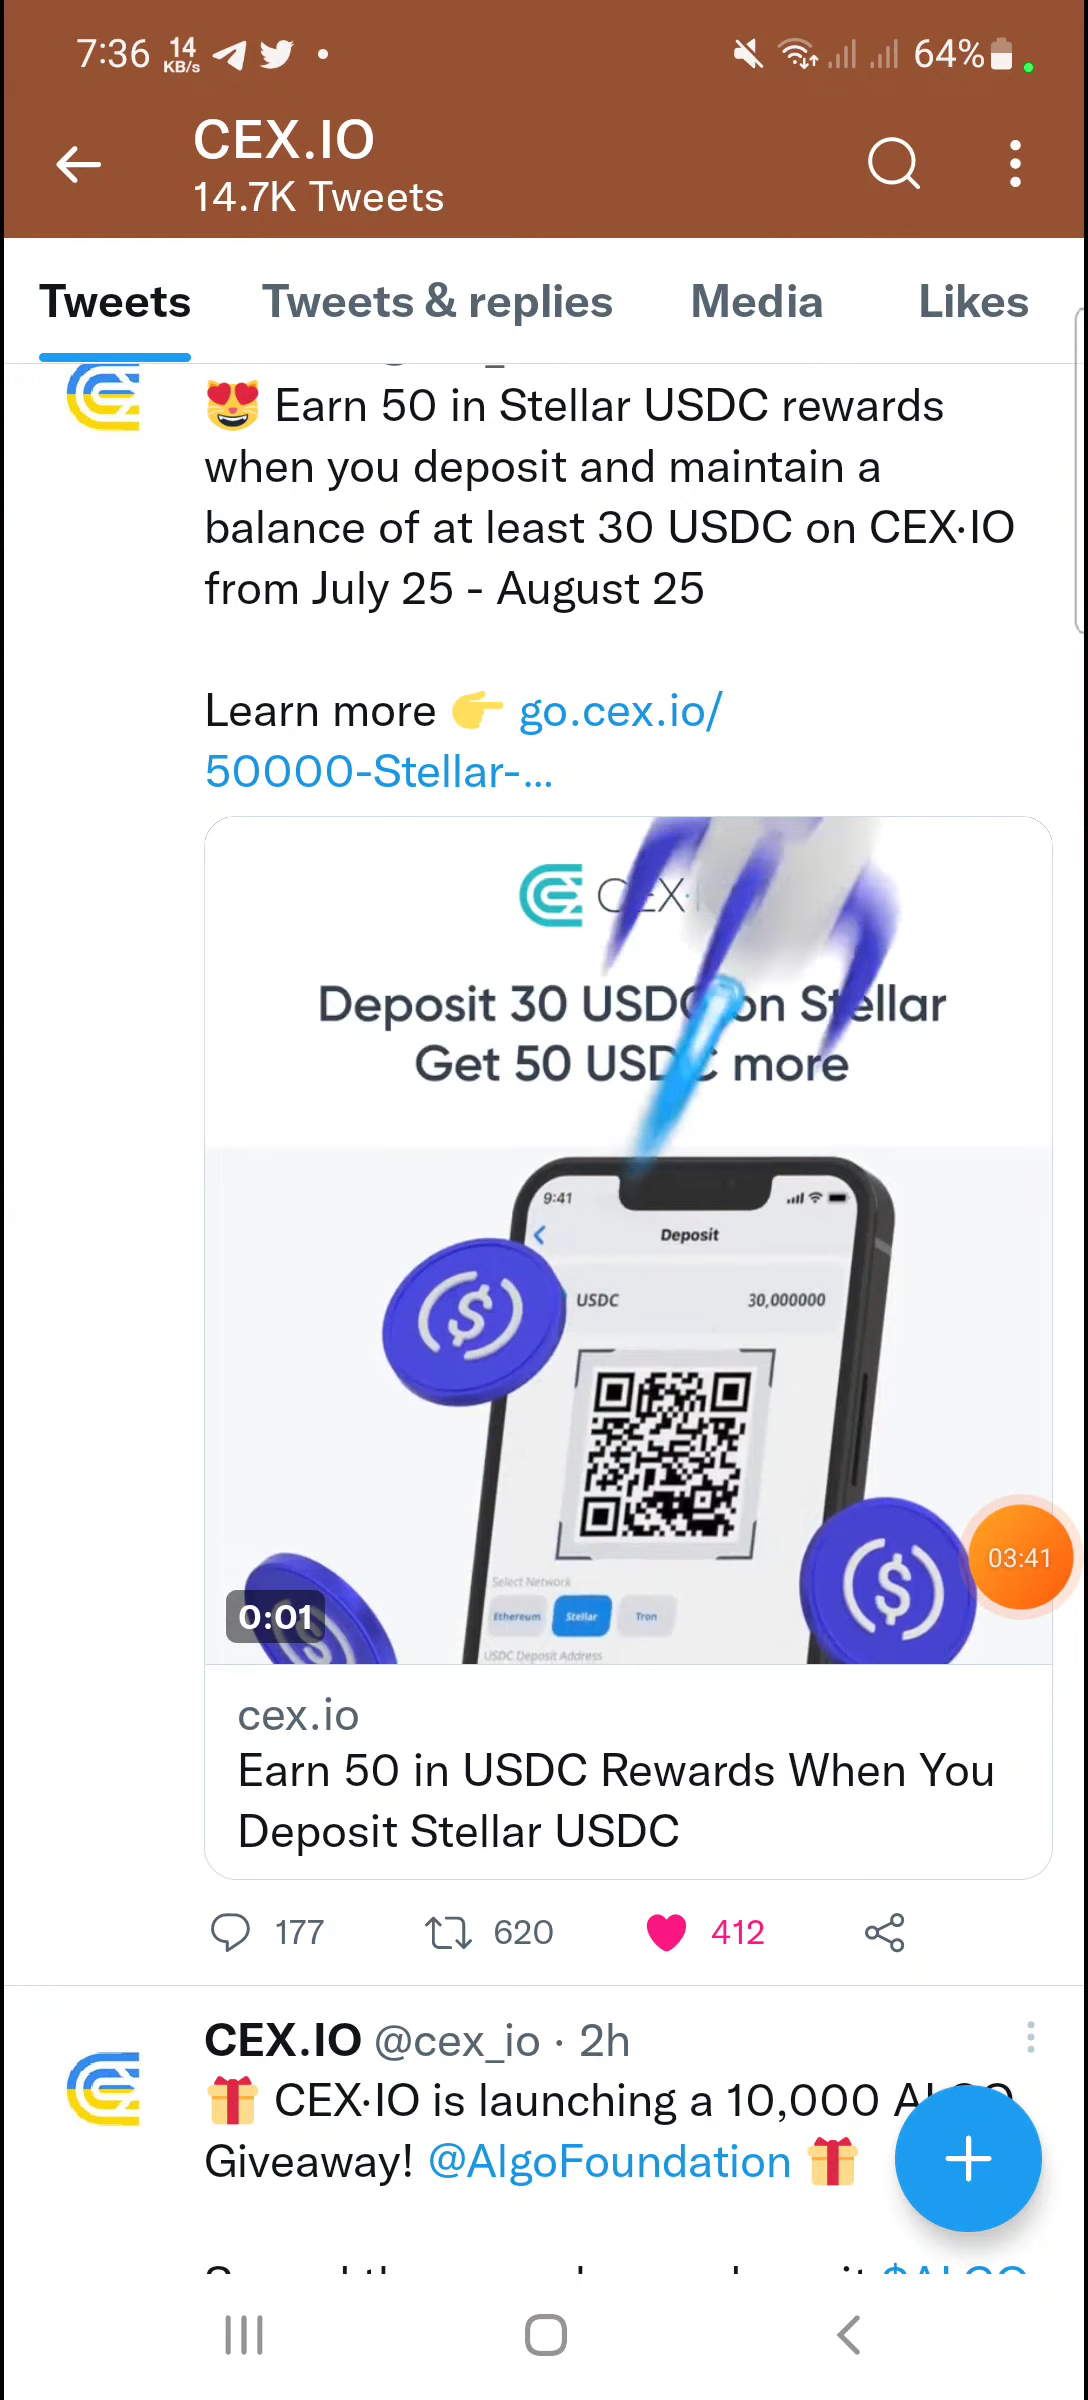 7:36 14 KB/s 64%
CEX.IO
14.7K Tweets
Tweets Tweets & replies Media Likes
Earn 50 in Stellar USDC rewards
when you deposit and maintain a
balance of at least 30 USDC on CEX·IO
from July 25 - August 25
Learn more go.cex.io/
50000-Stellar-...
Deposit 30 USDC on Stellar
Get 50 USDC more
9:41
Deposit
USDC 30,000000
Select Network
Ethereum Stellar Tron
USDC Deposit Address
0:01
03:41
cex.io
Earn 50 in USDC Rewards When You
Deposit Stellar USDC
177 620 412
CEX.IO @cex_io · 2h
CEX·IO is launching a 10,000 ALGO
Giveaway! @AlgoFoundation
$ALGO